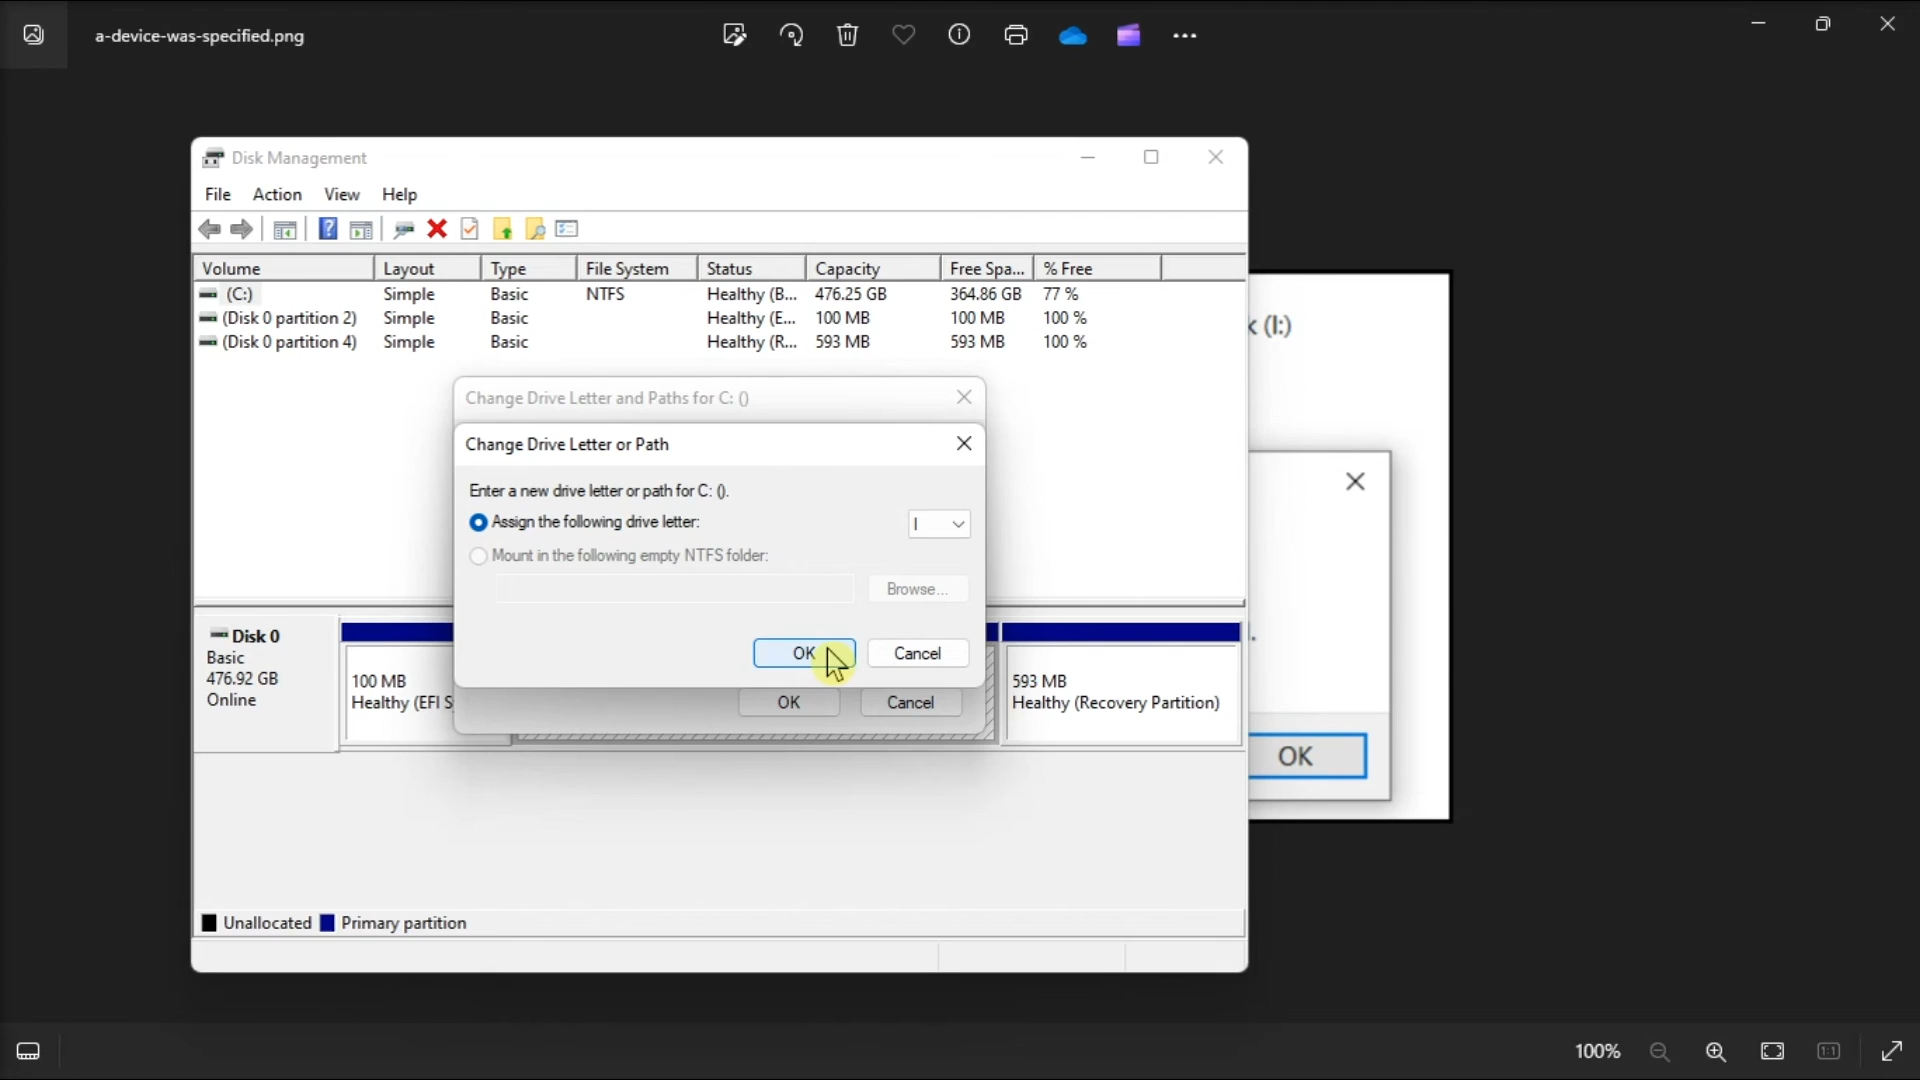 a-device-was-specified.png
Disk Management
File Action View Help
Volume Layout Type File System Status Capacity Free Spa... % Free
(C:) Simple Basic NTFS Healthy (B... 476.25 GB 364.86 GB 77 %
(Disk 0 partition 2) Simple Basic Healthy (E... 100 MB 100 MB 100 %
(Disk 0 partition 4) Simple Basic Healthy (R... 593 MB 593 MB 100 %
k (I:)
Change Drive Letter and Paths for C: ()
Change Drive Letter or Path
Enter a new drive letter or path for C: ().
Assign the following drive letter: I
Mount in the following empty NTFS folder:
Browse...
OK Cancel
OK Cancel
Disk 0
Basic
476.92 GB
Online
100 MB
Healthy (EFI S
593 MB
Healthy (Recovery Partition)
OK
Unallocated Primary partition
100% 1:1